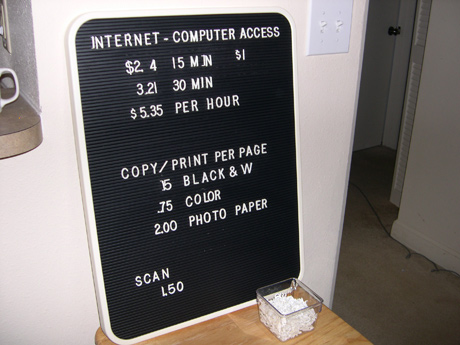 INTERNET - COMPUTER ACCESS
$2. 4 15 MIN $1
3.21 30 MIN
$5.35 PER HOUR
COPY/PRINT PER PAGE
.15 BLACK & W
.75 COLOR
2.00 PHOTO PAPER
SCAN
1.50